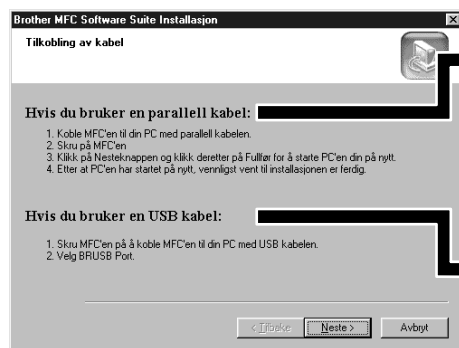 Brother MFC Software Suite Installasjon
Tilkobling av kabel
Hvis du bruker en parallell kabel:
1. Koble MFC'en til din PC med parallell kabelen.
2. Skru på MFC'en
3. Klikk på Nesteknappen og klikk deretter på Fullfør for å starte PC'en din på nytt.
4. Etter at PC'en har startet på nytt, vennligst vent til installasjonen er ferdig.
Hvis du bruker en USB kabel:
1. Skru MFC'en på å koble MFC'en til din PC med USB kabelen.
2. Velg BRUSB Port.
< Tilbake
Neste >
Avbryt